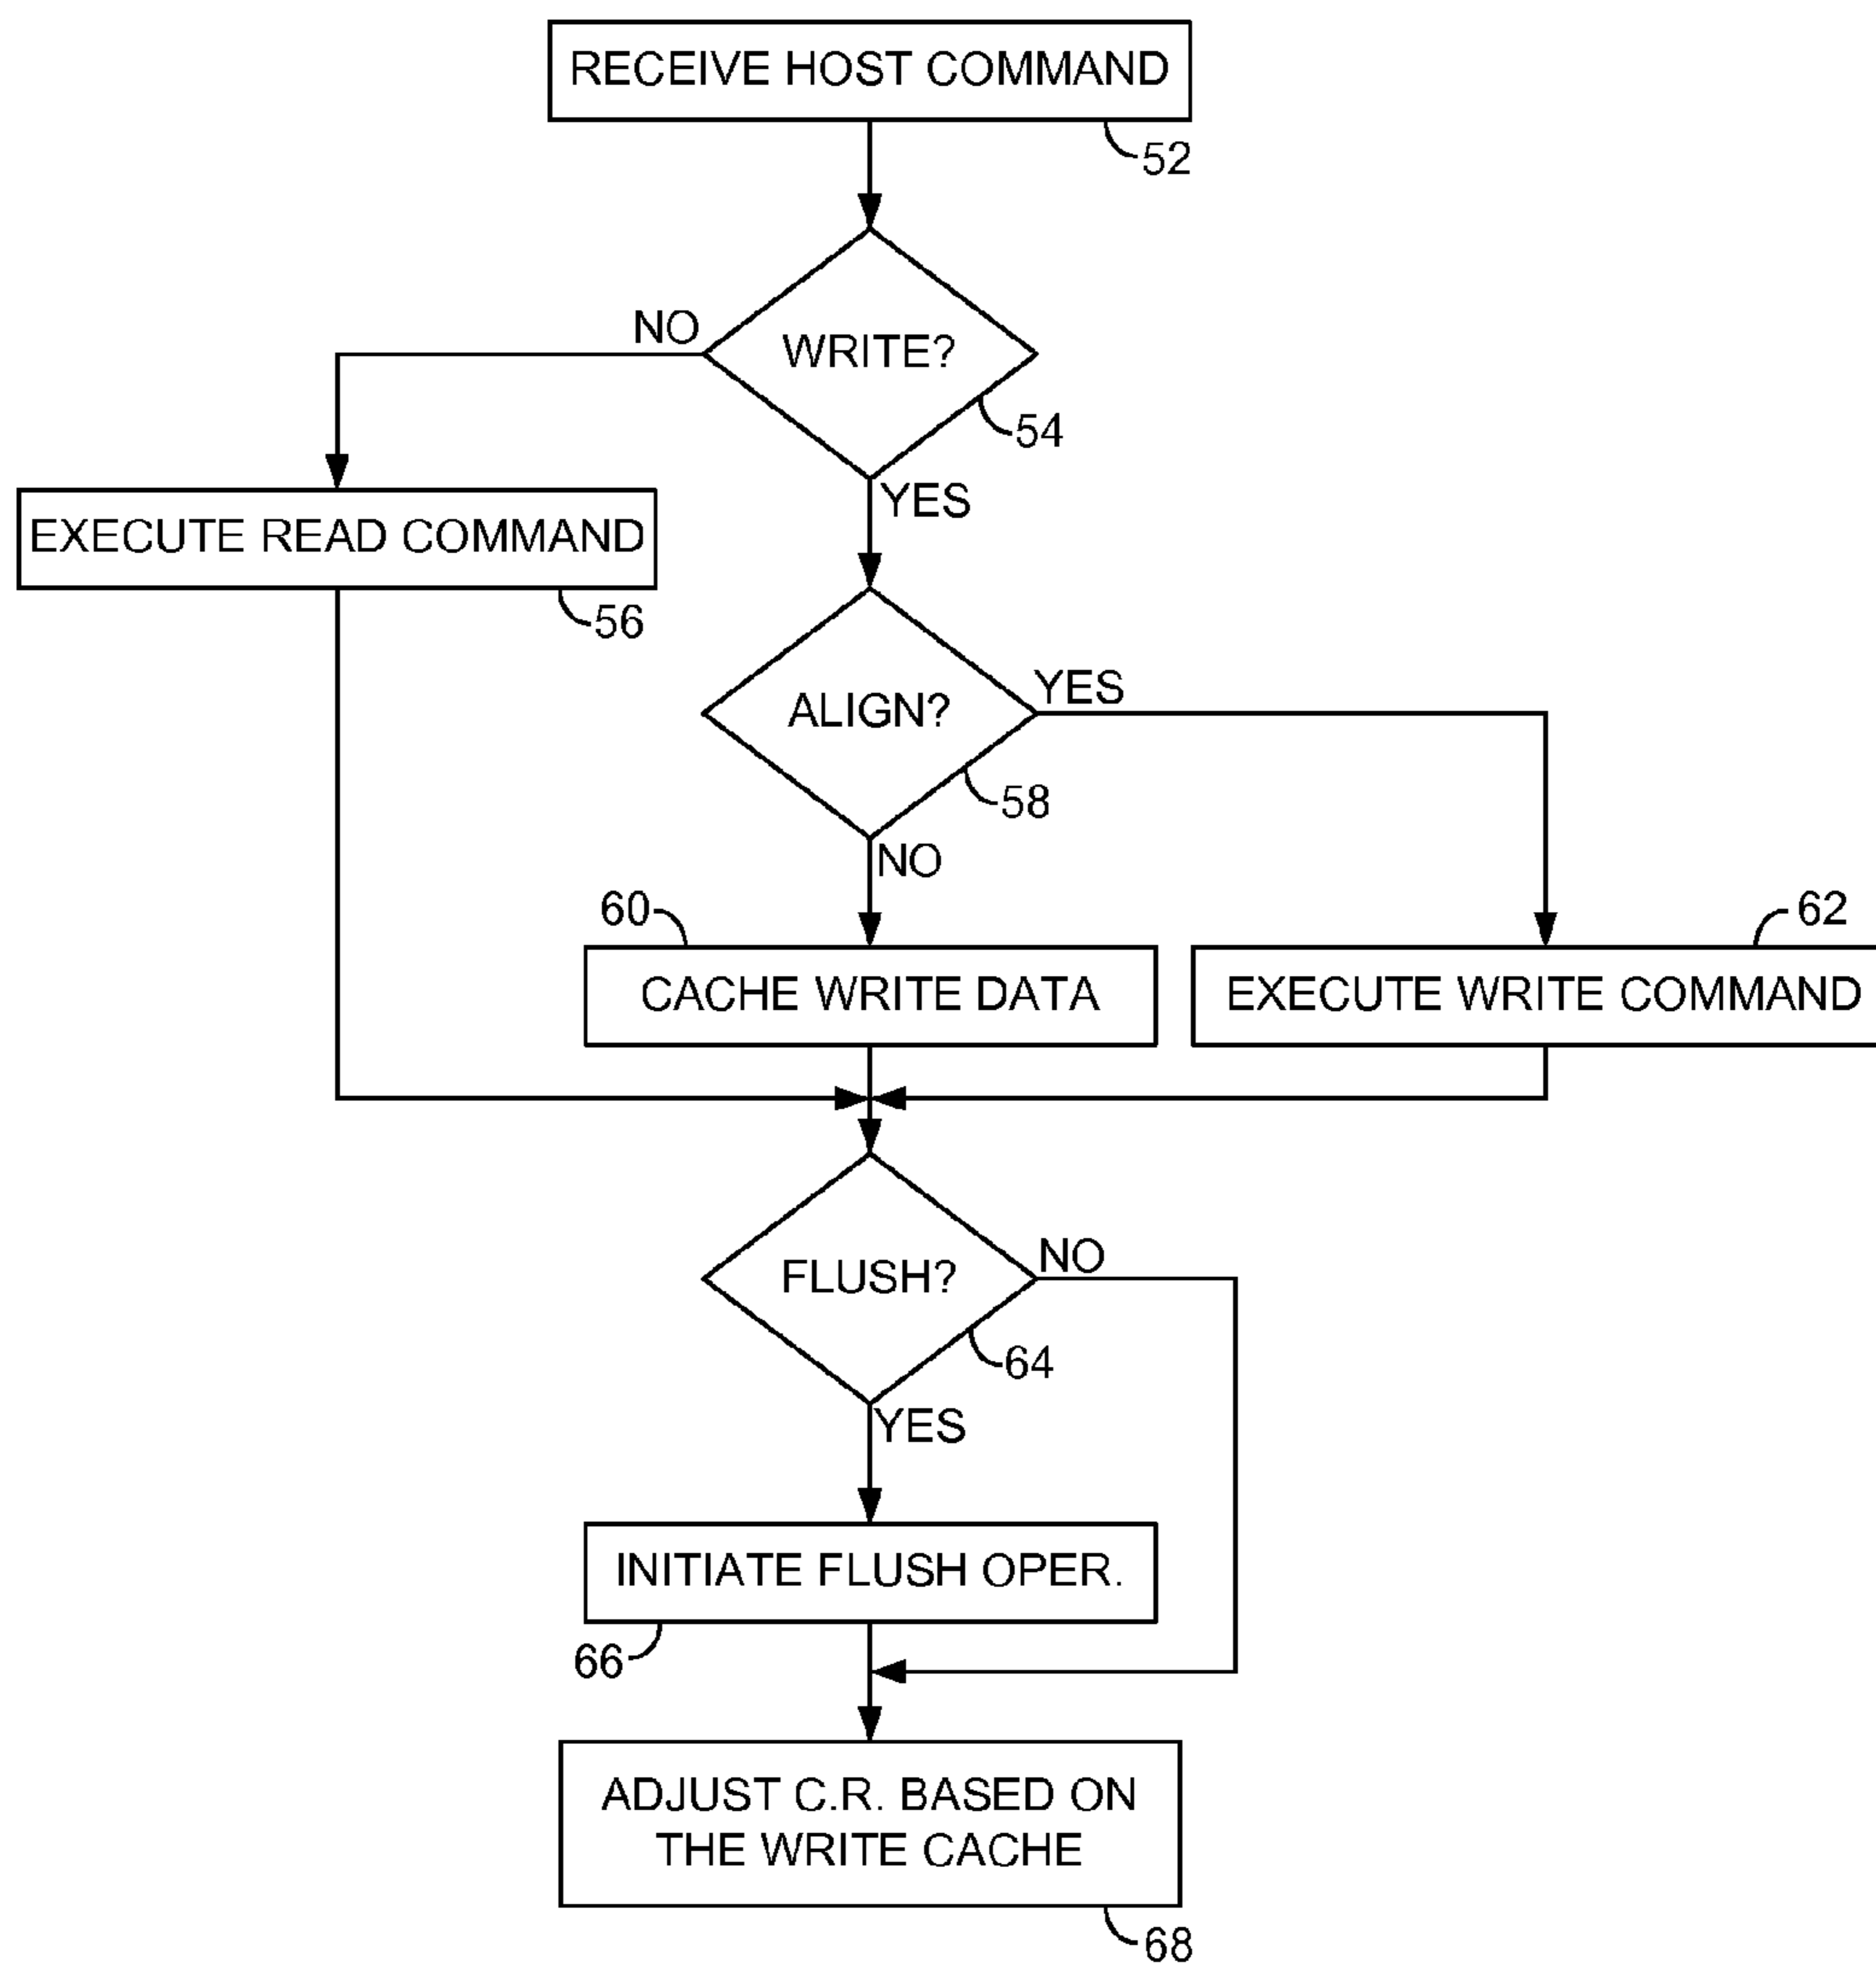 RECEIVE HOST COMMAND
52
NO
WRITE?
54
YES
EXECUTE READ COMMAND
56
YES
ALIGN?
58
NO
60
62
CACHE WRITE DATA
EXECUTE WRITE COMMAND
NO
FLUSH?
64
YES
INITIATE FLUSH OPER.
66
ADJUST C.R. BASED ON
THE WRITE CACHE
68